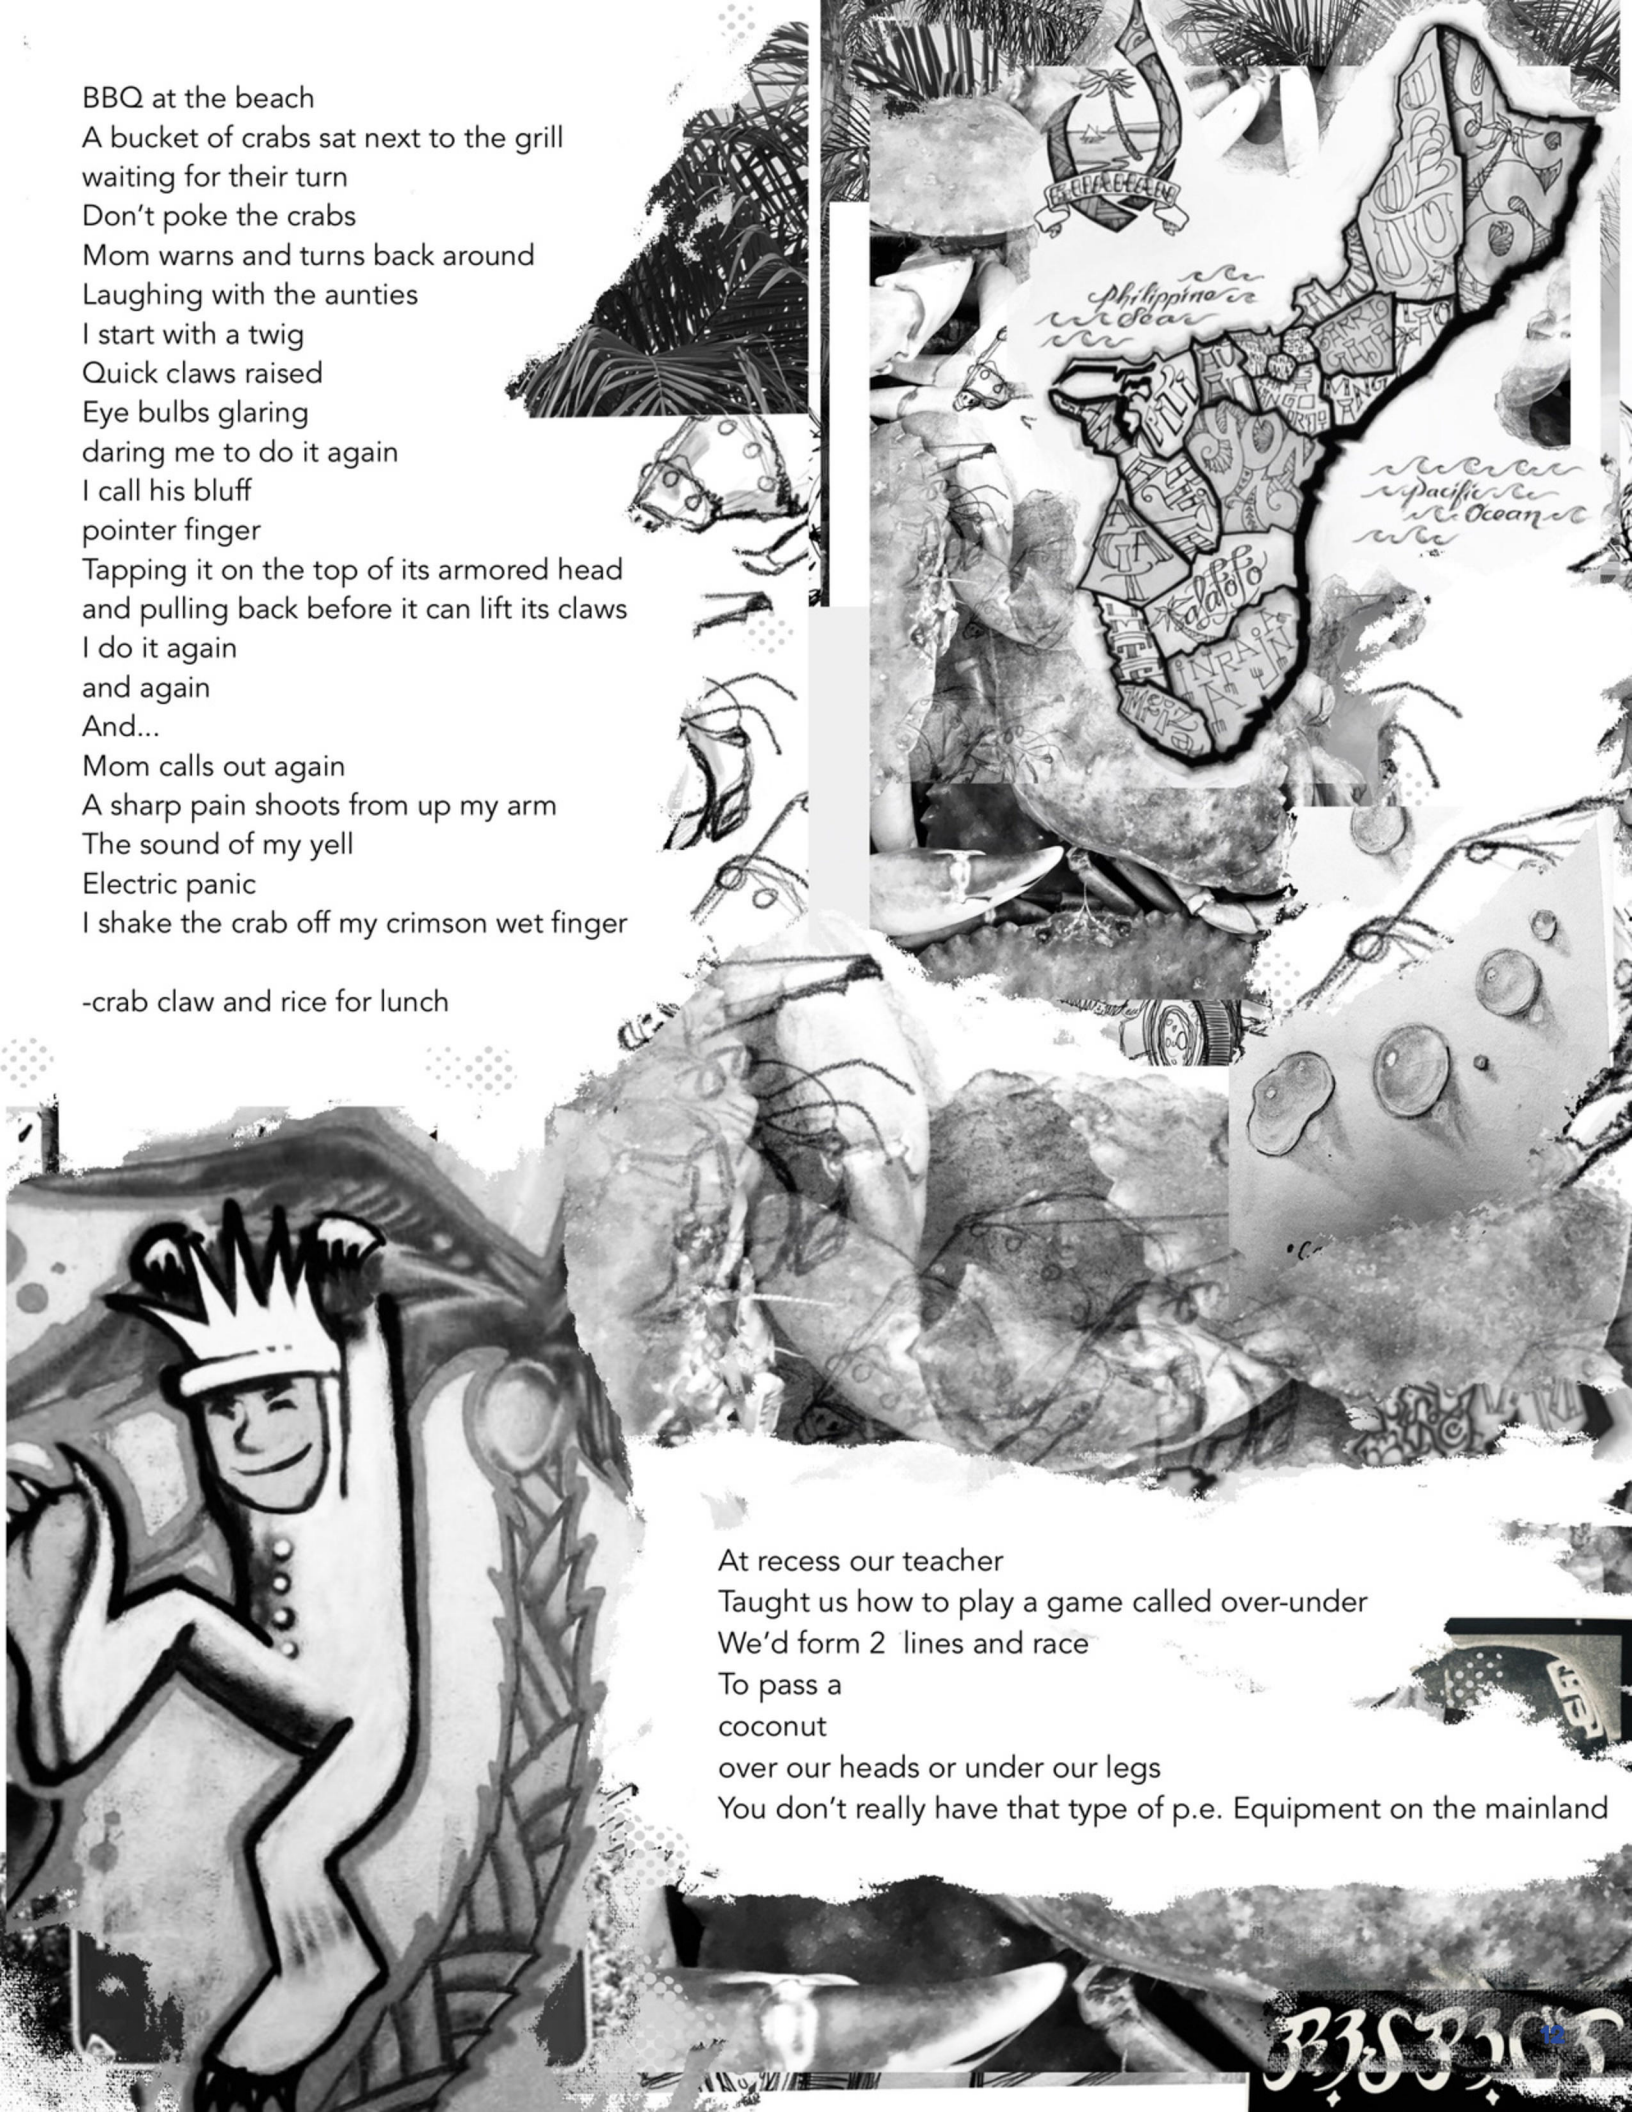 BBQ at the beach
A bucket of crabs sat next to the grill
waiting for their turn
Don't poke the crabs
Mom warns and turns back around
Laughing with the aunties
I start with a twig
Quick claws raised
Eye bulbs glaring
daring me to do it again
I call his bluff
pointer finger
Tapping it on the top of its armored head
and pulling back before it can lift its claws
I do it again
and again
And...
Mom calls out again
A sharp pain shoots from up my arm
The sound of my yell
Electric panic
I shake the crab off my crimson wet finger
-crab claw and rice for lunch
Philippine
Sea
Pacific
Ocean
YIGO
YONA
PITI
AGAT
TALOFOFO
INARAJAN
At recess our teacher
Taught us how to play a game called over-under
We'd form 2 lines and race
To pass a
coconut
over our heads or under our legs
You don't really have that type of p.e. Equipment on the mainland
12